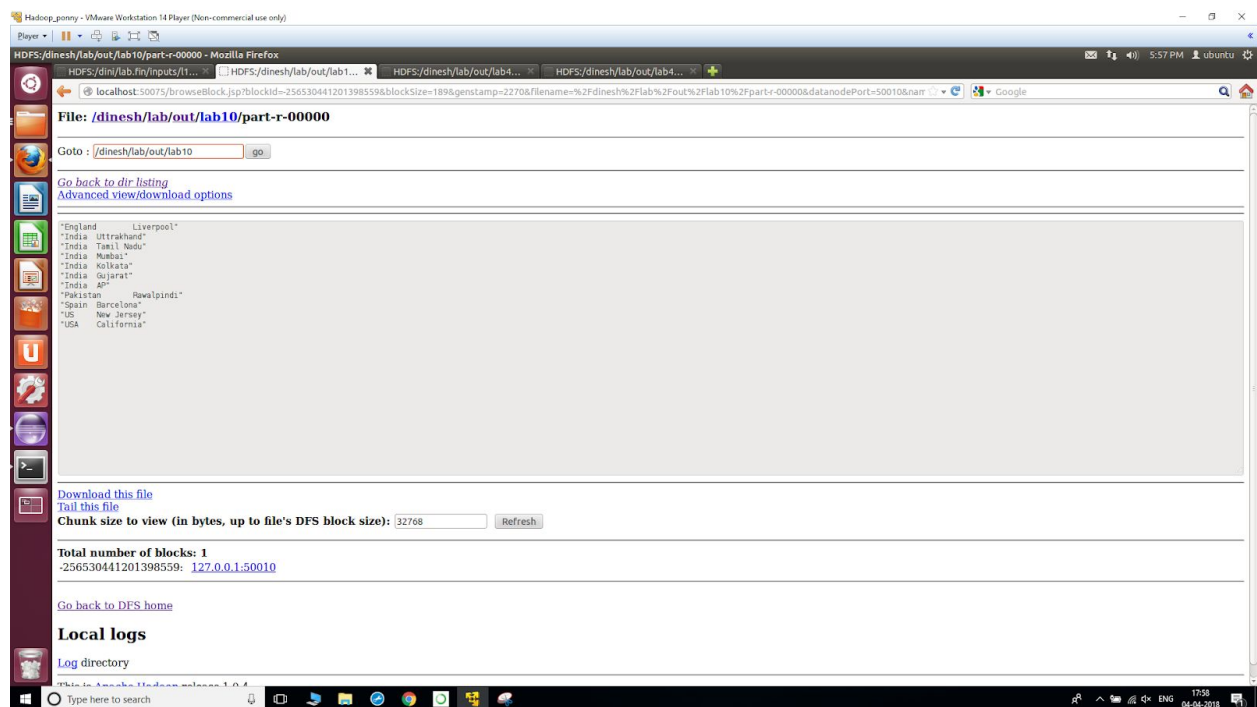 Hadoop_ponny - VMware Workstation 14 Player (Non-commercial use only)
Player
HDFS:/dinesh/lab/out/lab10/part-r-00000 - Mozilla Firefox
5:57 PM ubuntu
HDFS:/dini/lab.fin/inputs/l1... HDFS:/dinesh/lab/out/lab1... HDFS:/dinesh/lab/out/lab4... HDFS:/dinesh/lab/out/lab4...
localhost:50075/browseBlock.jsp?blockId=-256530441201398559&blockSize=189&genstamp=2270&filename=%2Fdinesh%2Flab%2Fout%2Flab10%2Fpart-r-00000&datanodePort=50010&nam Google
File: /dinesh/lab/out/lab10/part-r-00000
Goto : /dinesh/lab/out/lab10 go
Go back to dir listing
Advanced view/download options
"England Liverpool"
"India Uttrakhand"
"India Tamil Nadu"
"India Mumbai"
"India Kolkata"
"India Gujarat"
"India AP"
"Pakistan Rawalpindi"
"Spain Barcelona"
"US New Jersey"
"USA California"
Download this file
Tail this file
Chunk size to view (in bytes, up to file's DFS block size): 32768 Refresh
Total number of blocks: 1
-256530441201398559: 127.0.0.1:50010
Go back to DFS home
Local logs
Log directory
This is Apache Hadoop release 1.0.4
Type here to search
ENG 17:58
04-04-2018